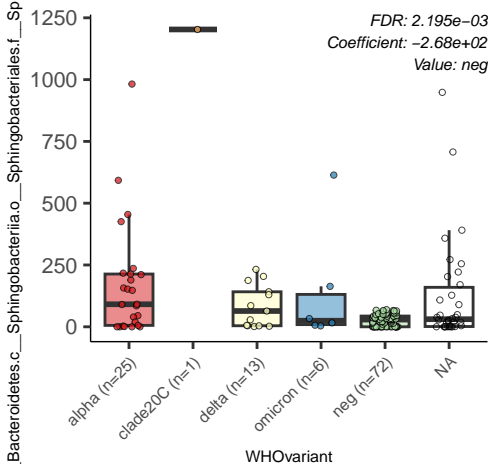 FDR: 2.195e−03
Coefficient: −2.68e+02
Value: neg
_Bacteroidetes.c__Sphingobacteriia.o__Sphingobacteriales.f__Sp
1250
1000
750
500
250
0
alpha (n=25)
clade20C (n=1)
delta (n=13)
omicron (n=6)
neg (n=72)
NA
WHOvariant